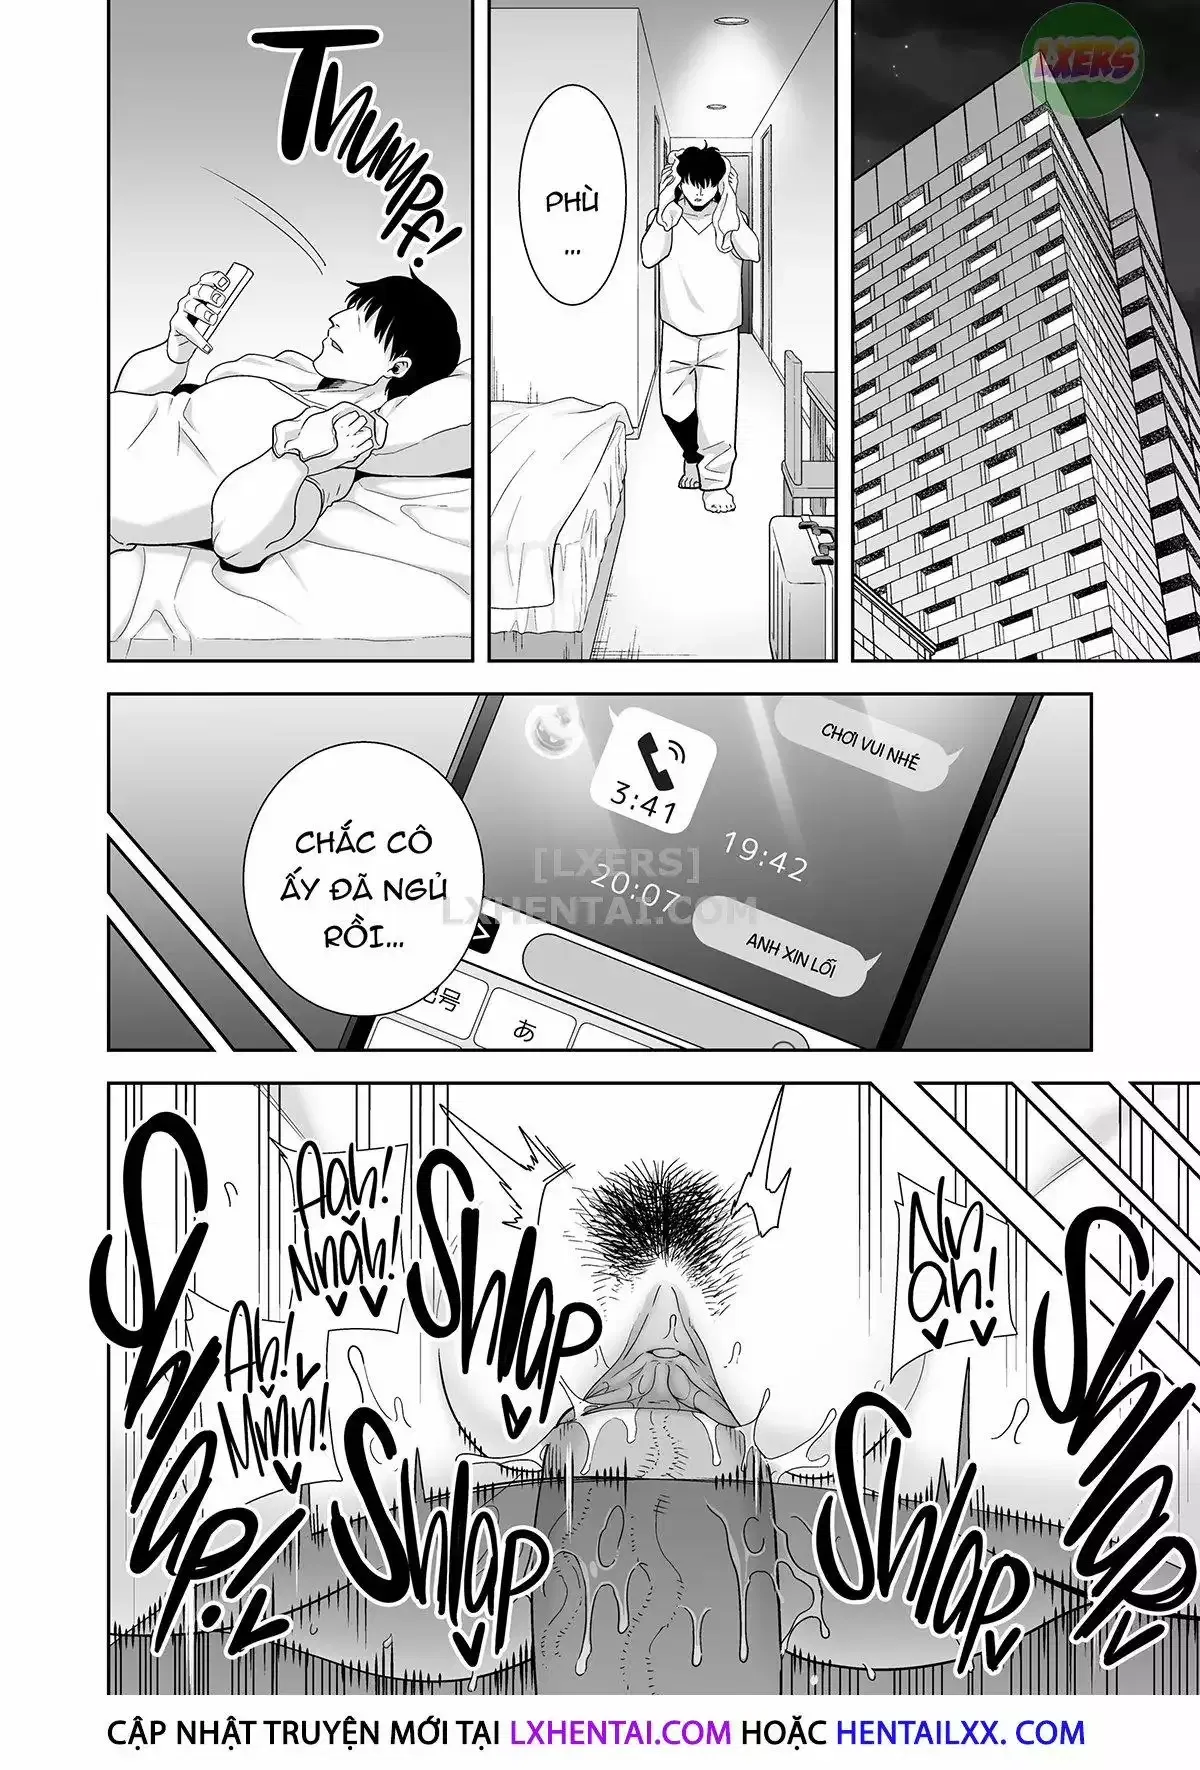 LXERS
PHÙ
...
THUMPF!
CHƠI VUI NHÉ
3:41
19:42
20:07
ANH XIN LỖI
CHẮC CÔ
ẤY ĐÃ NGỦ
RỒI...
[LXERS]
LXHENTAI.COM
記号
あ
Nn
ah!
Shlap
Shlap
Shlap
Aah!
Nnah!
Ah!
Mmn!
Shlap
Shlap!
CẬP NHẬT TRUYỆN MỚI TẠI LXHENTAI.COM HOẶC HENTAILXX. COM